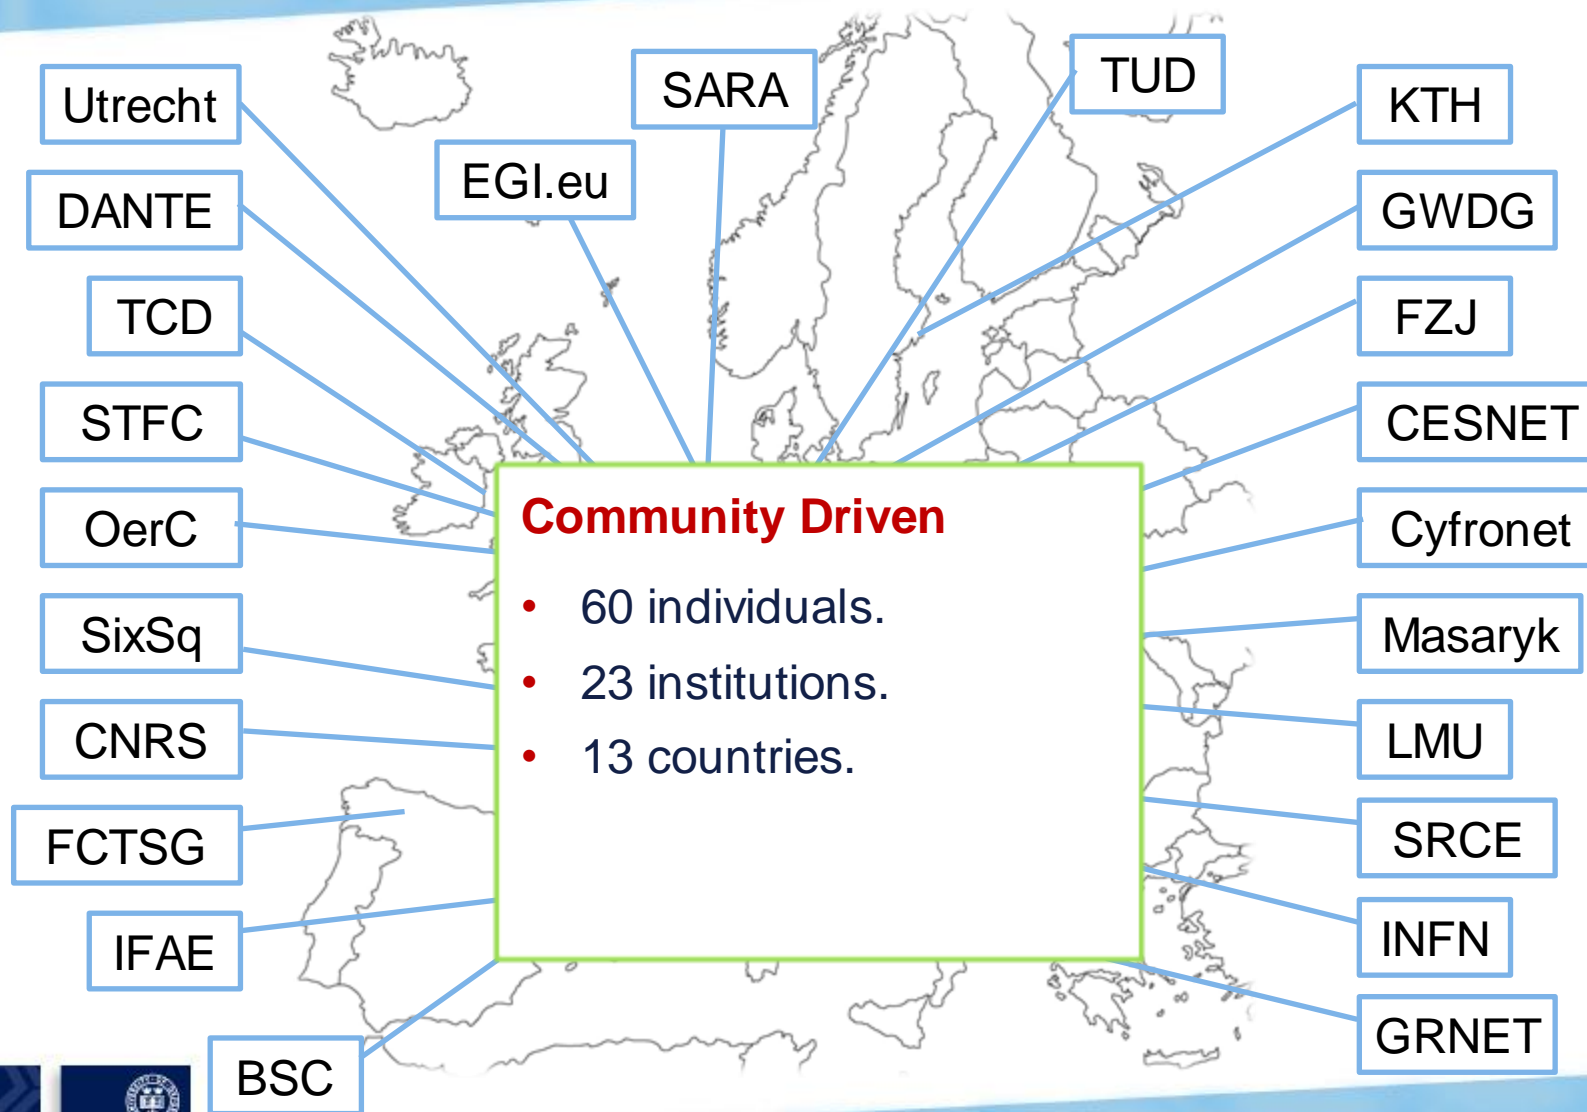 Utrecht
DANTE
TCD
STFC
OerC
SixSq
CNRS
FCTSG
IFAE
BSC
EGI.eu
SARA
TUD
KTH
GWDG
FZJ
CESNET
Cyfronet
Masaryk
LMU
SRCE
INFN
GRNET
Community Driven
• 60 individuals.
• 23 institutions.
• 13 countries.